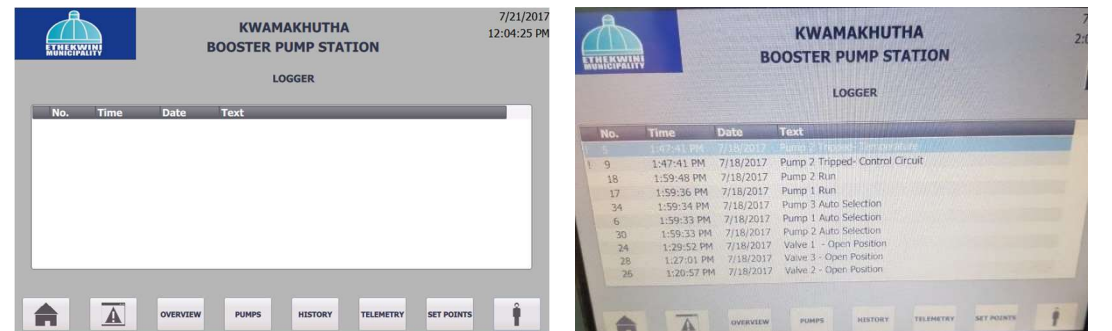 ETHEKWINI
MUNICIPALITY
KWAMAKHUTHA
BOOSTER PUMP STATION
7/21/2017
12:04:25 PM
LOGGER
No. Time Date Text
OVERVIEW PUMPS HISTORY TELEMETRY SET POINTS
ETHEKWINI
MUNICIPALITY
KWAMAKHUTHA
BOOSTER PUMP STATION
LOGGER
No. Time Date Text
1:47:41 PM 7/18/2017 Pump 2 Tripped- Temperature
! 9 1:47:41 PM 7/18/2017 Pump 2 Tripped- Control Circuit
18 1:59:48 PM 7/18/2017 Pump 2 Run
17 1:59:36 PM 7/18/2017 Pump 1 Run
34 1:59:34 PM 7/18/2017 Pump 3 Auto Selection
6 1:59:33 PM 7/18/2017 Pump 1 Auto Selection
30 1:59:33 PM 7/18/2017 Pump 2 Auto Selection
24 1:29:52 PM 7/18/2017 Valve 1 - Open Position
28 1:27:01 PM 7/18/2017 Valve 3 - Open Position
26 1:20:57 PM 7/18/2017 Valve 2 - Open Position
OVERVIEW PUMPS HISTORY TELEMETRY SET POINTS